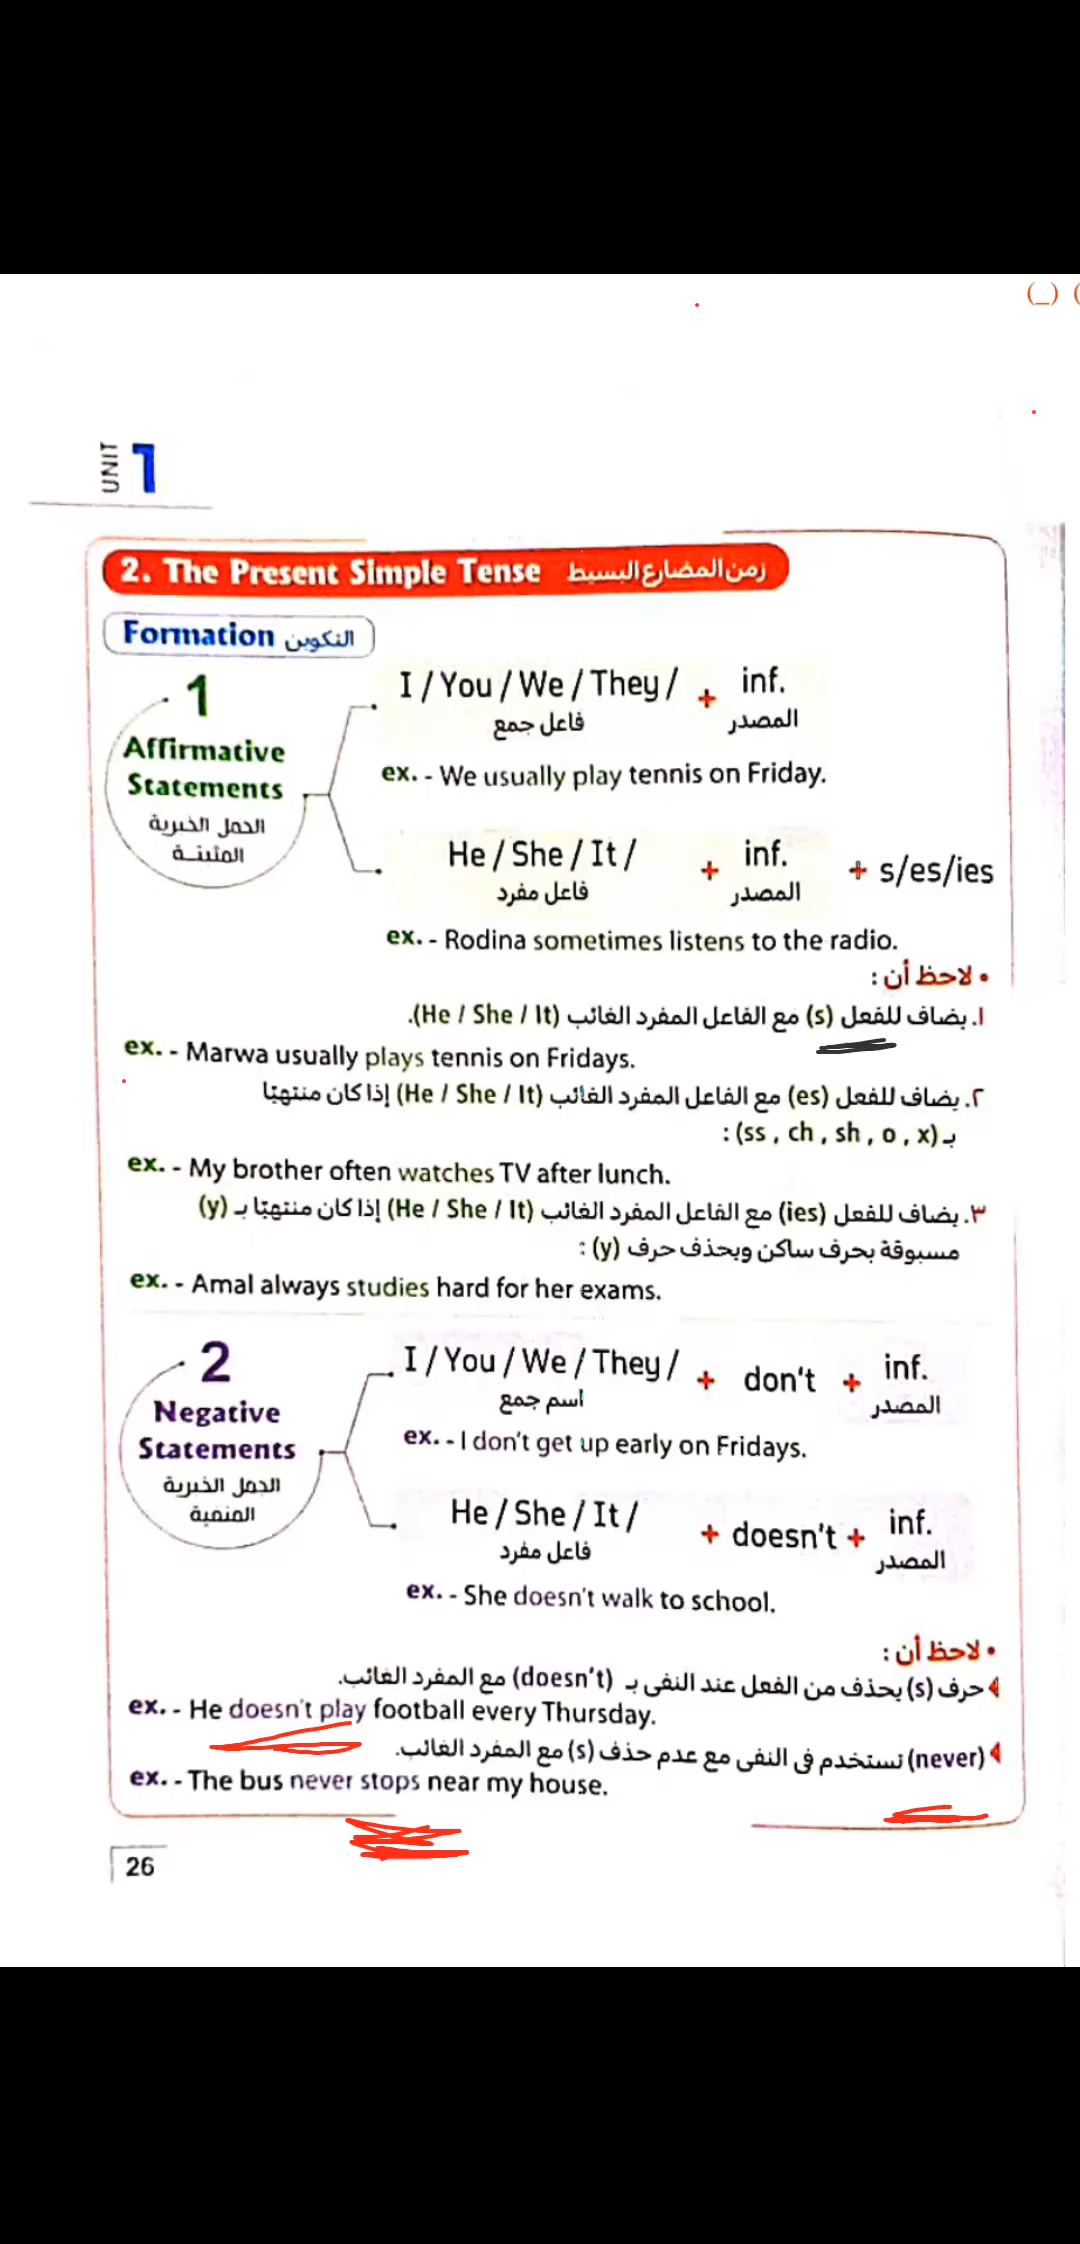 (_) (
UNIT 1
2. The Present Simple Tense زمن المضارع البسيط
Formation التكوين
1
Affirmative
Statements
الجمل الخبرية
المثبتة
I / You / We / They / + inf.
فاعل جمع المصدر
ex. - We usually play tennis on Friday.
He / She / It / + inf. + s/es/ies
فاعل مفرد المصدر
ex. - Rodina sometimes listens to the radio.
• لاحظ أن :
١. يضاف للفعل (s) مع الفاعل المفرد الغائب (He / She / It).
ex. - Marwa usually plays tennis on Fridays.
٢. يضاف للفعل (es) مع الفاعل المفرد الغائب (He / She / It) إذا كان منتهيًا
بـ (ss , ch , sh , o , x) :
ex. - My brother often watches TV after lunch.
٣. يضاف للفعل (ies) مع الفاعل المفرد الغائب (He / She / It) إذا كان منتهيًا بـ (y)
مسبوقة بحرف ساكن ويحذف حرف (y) :
ex. - Amal always studies hard for her exams.
2
Negative
Statements
الجمل الخبرية
المنفية
I / You / We / They / + don't + inf.
اسم جمع المصدر
ex. - I don't get up early on Fridays.
He / She / It / + doesn't + inf.
فاعل مفرد المصدر
ex. - She doesn't walk to school.
• لاحظ أن :
حرف (s) يحذف من الفعل عند النفى بـ (doesn't) مع المفرد الغائب.
ex. - He doesn't play football every Thursday.
(never) تستخدم فى النفى مع عدم حذف (s) مع المفرد الغائب.
ex. - The bus never stops near my house.
26